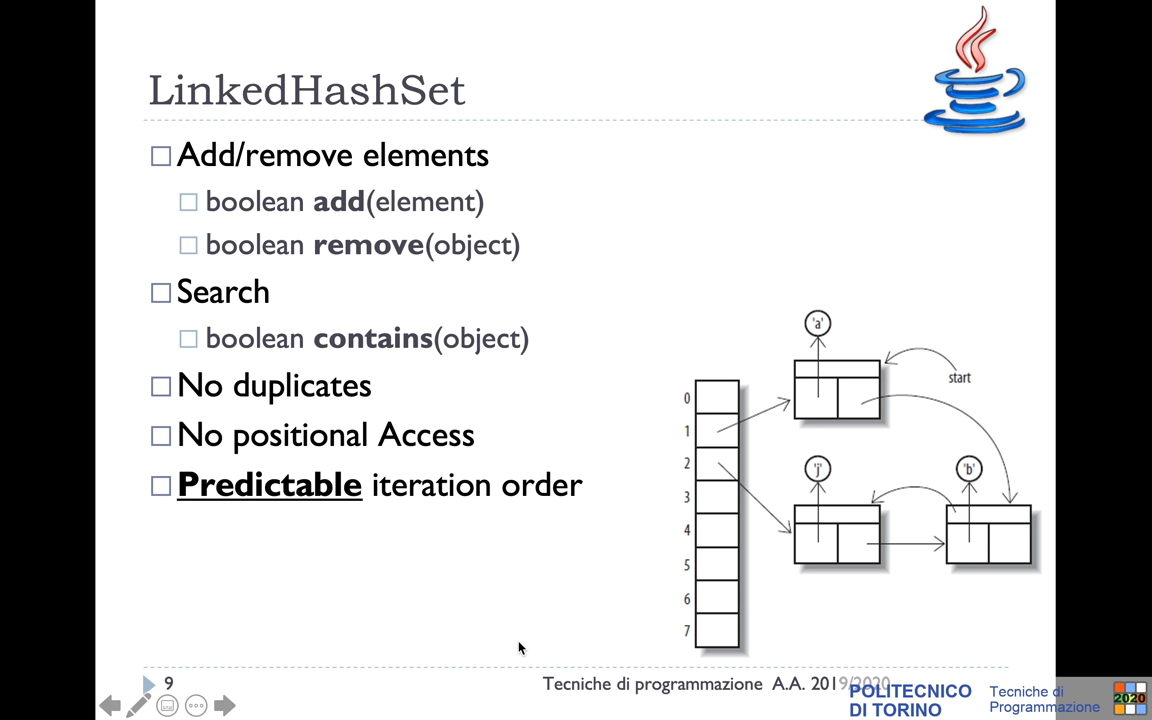 LinkedHashSet
Add/remove elements
boolean add(element)
boolean remove(object)
Search
boolean contains(object)
No duplicates
No positional Access
Predictable iteration order
'a'
start
0
1
2
3
4
5
6
7
'j'
'b'
9
Tecniche di programmazione A.A. 2019/2020
POLITECNICO
DI TORINO
Tecniche di
Programmazione
2020